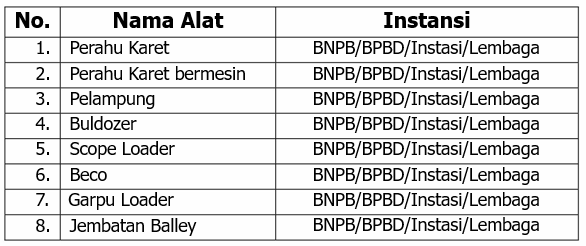 No. Nama Alat Instansi
1. Perahu Karet BNPB/BPBD/Instasi/Lembaga
2. Perahu Karet bermesin BNPB/BPBD/Instasi/Lembaga
3. Pelampung BNPB/BPBD/Instasi/Lembaga
4. Buldozer BNPB/BPBD/Instasi/Lembaga
5. Scope Loader BNPB/BPBD/Instasi/Lembaga
6. Beco BNPB/BPBD/Instasi/Lembaga
7. Garpu Loader BNPB/BPBD/Instasi/Lembaga
8. Jembatan Balley BNPB/BPBD/Instasi/Lembaga